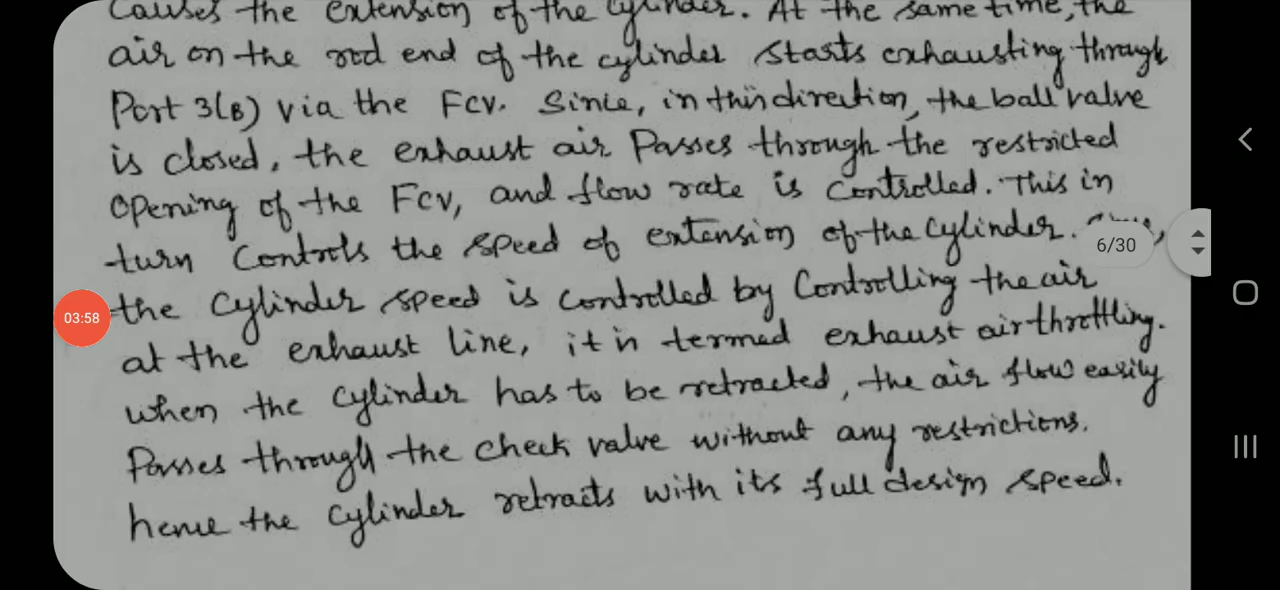 causes the extension of the cylinder. At the same time, the
air on the rod end of the cylinder starts exhausting through
Port 3(B) via the FCV. Since, in this direction, the ball valve
is closed, the exhaust air Passes through the restricted
opening of the FCV, and flow rate is controlled. This in
turn Controls the speed of extension of the cylinder.
6/30
the cylinder speed is controlled by Controlling the air
03:58
at the exhaust line, it is termed exhaust air throttling.
when the cylinder has to be retracted, the air flow easily
Passes through the check valve without any restrictions.
hence the cylinder retracts with its full design speed.